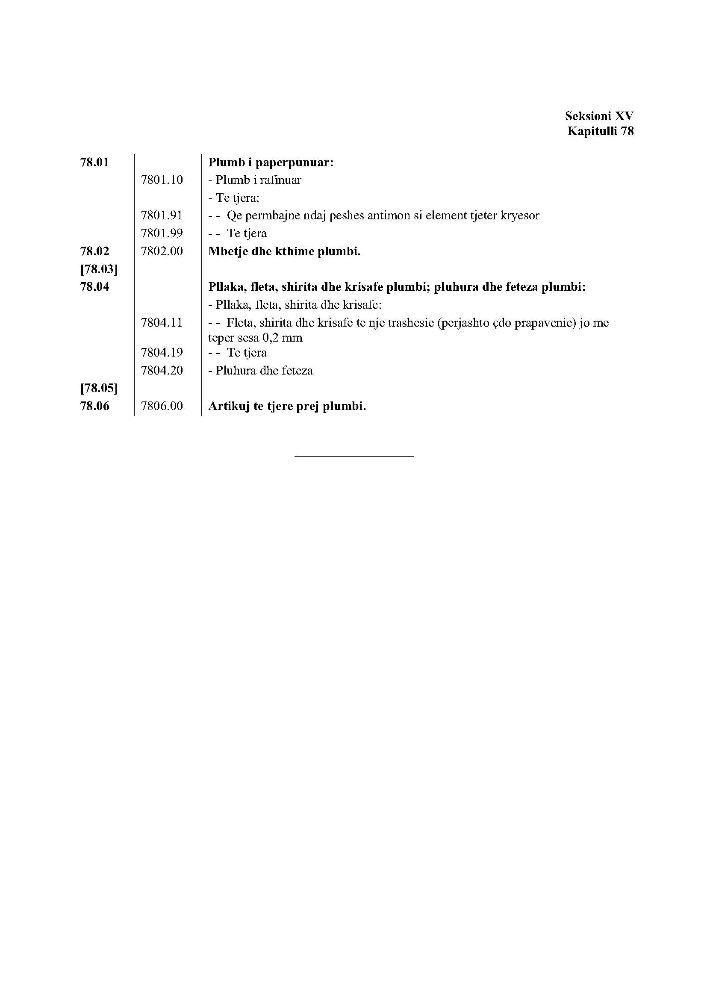 Seksioni XV
Kapitulli 78
78.01 Plumb i paperpunuar:
7801.10 - Plumb i rafinuar
- Te tjera:
7801.91 - - Qe permbajne ndaj peshes antimon si element tjeter kryesor
7801.99 - - Te tjera
78.02 7802.00 Mbetje dhe kthime plumbi.
[78.03]
78.04 Pllaka, fleta, shirita dhe krisafe plumbi; pluhura dhe feteza plumbi:
- Pllaka, fleta, shirita dhe krisafe:
7804.11 - - Fleta, shirita dhe krisafe te nje trashesie (perjashto çdo prapavenie) jo me
teper sesa 0,2 mm
7804.19 - - Te tjera
7804.20 - Pluhura dhe feteza
[78.05]
78.06 7806.00 Artikuj te tjere prej plumbi.